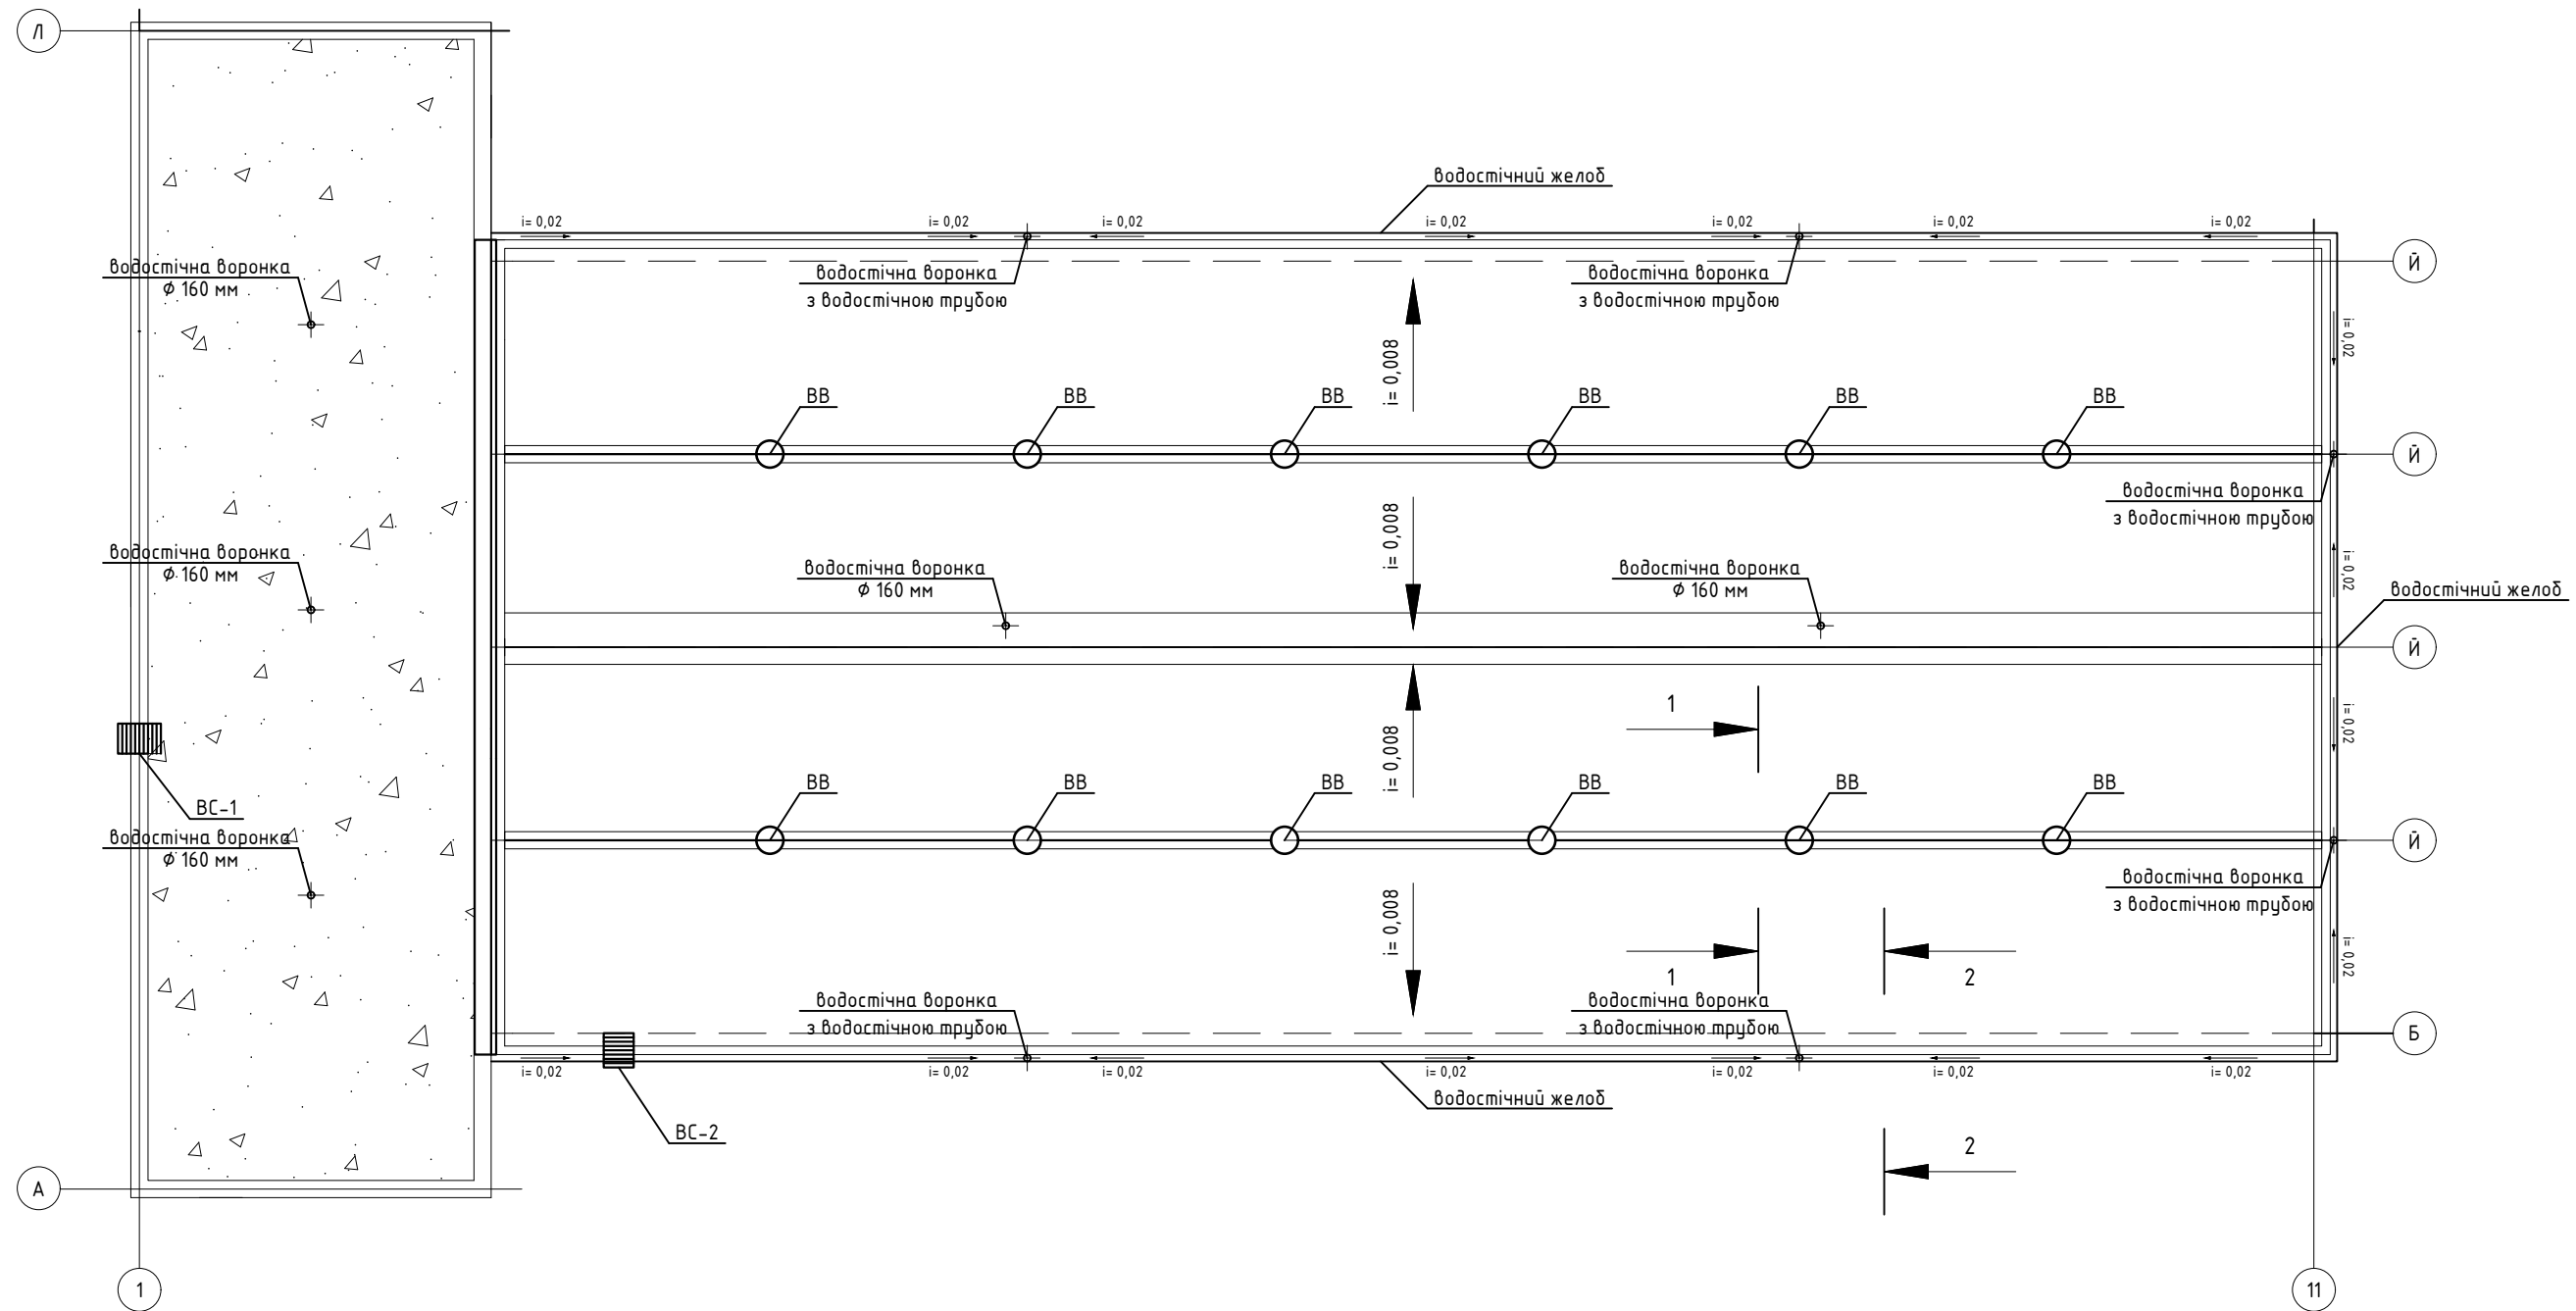 Л
водостічний желоб
i= 0,02
i= 0,02
i= 0,02
i= 0,02
i= 0,02
i= 0,02
i= 0,02
водостічна воронка
Ø 160 мм
водостічна воронка
з водостічною трубою
водостічна воронка
з водостічною трубою
Й
i= 0,02
i= 0,008
ВВ
ВВ
ВВ
ВВ
ВВ
ВВ
Й
водостічна воронка
з водостічною трубою
i= 0,008
водостічна воронка
Ø 160 мм
водостічна воронка
Ø 160 мм
водостічна воронка
Ø 160 мм
i= 0,02
водостічний желоб
Й
1
i= 0,02
i= 0,008
ВС-1
ВВ
ВВ
ВВ
ВВ
ВВ
ВВ
водостічна воронка
Ø 160 мм
Й
водостічна воронка
з водостічною трубою
i= 0,008
i= 0,02
1
2
водостічна воронка
з водостічною трубою
водостічна воронка
з водостічною трубою
Б
i= 0,02
i= 0,02
i= 0,02
i= 0,02
i= 0,02
i= 0,02
i= 0,02
водостічний желоб
ВС-2
2
А
1
11